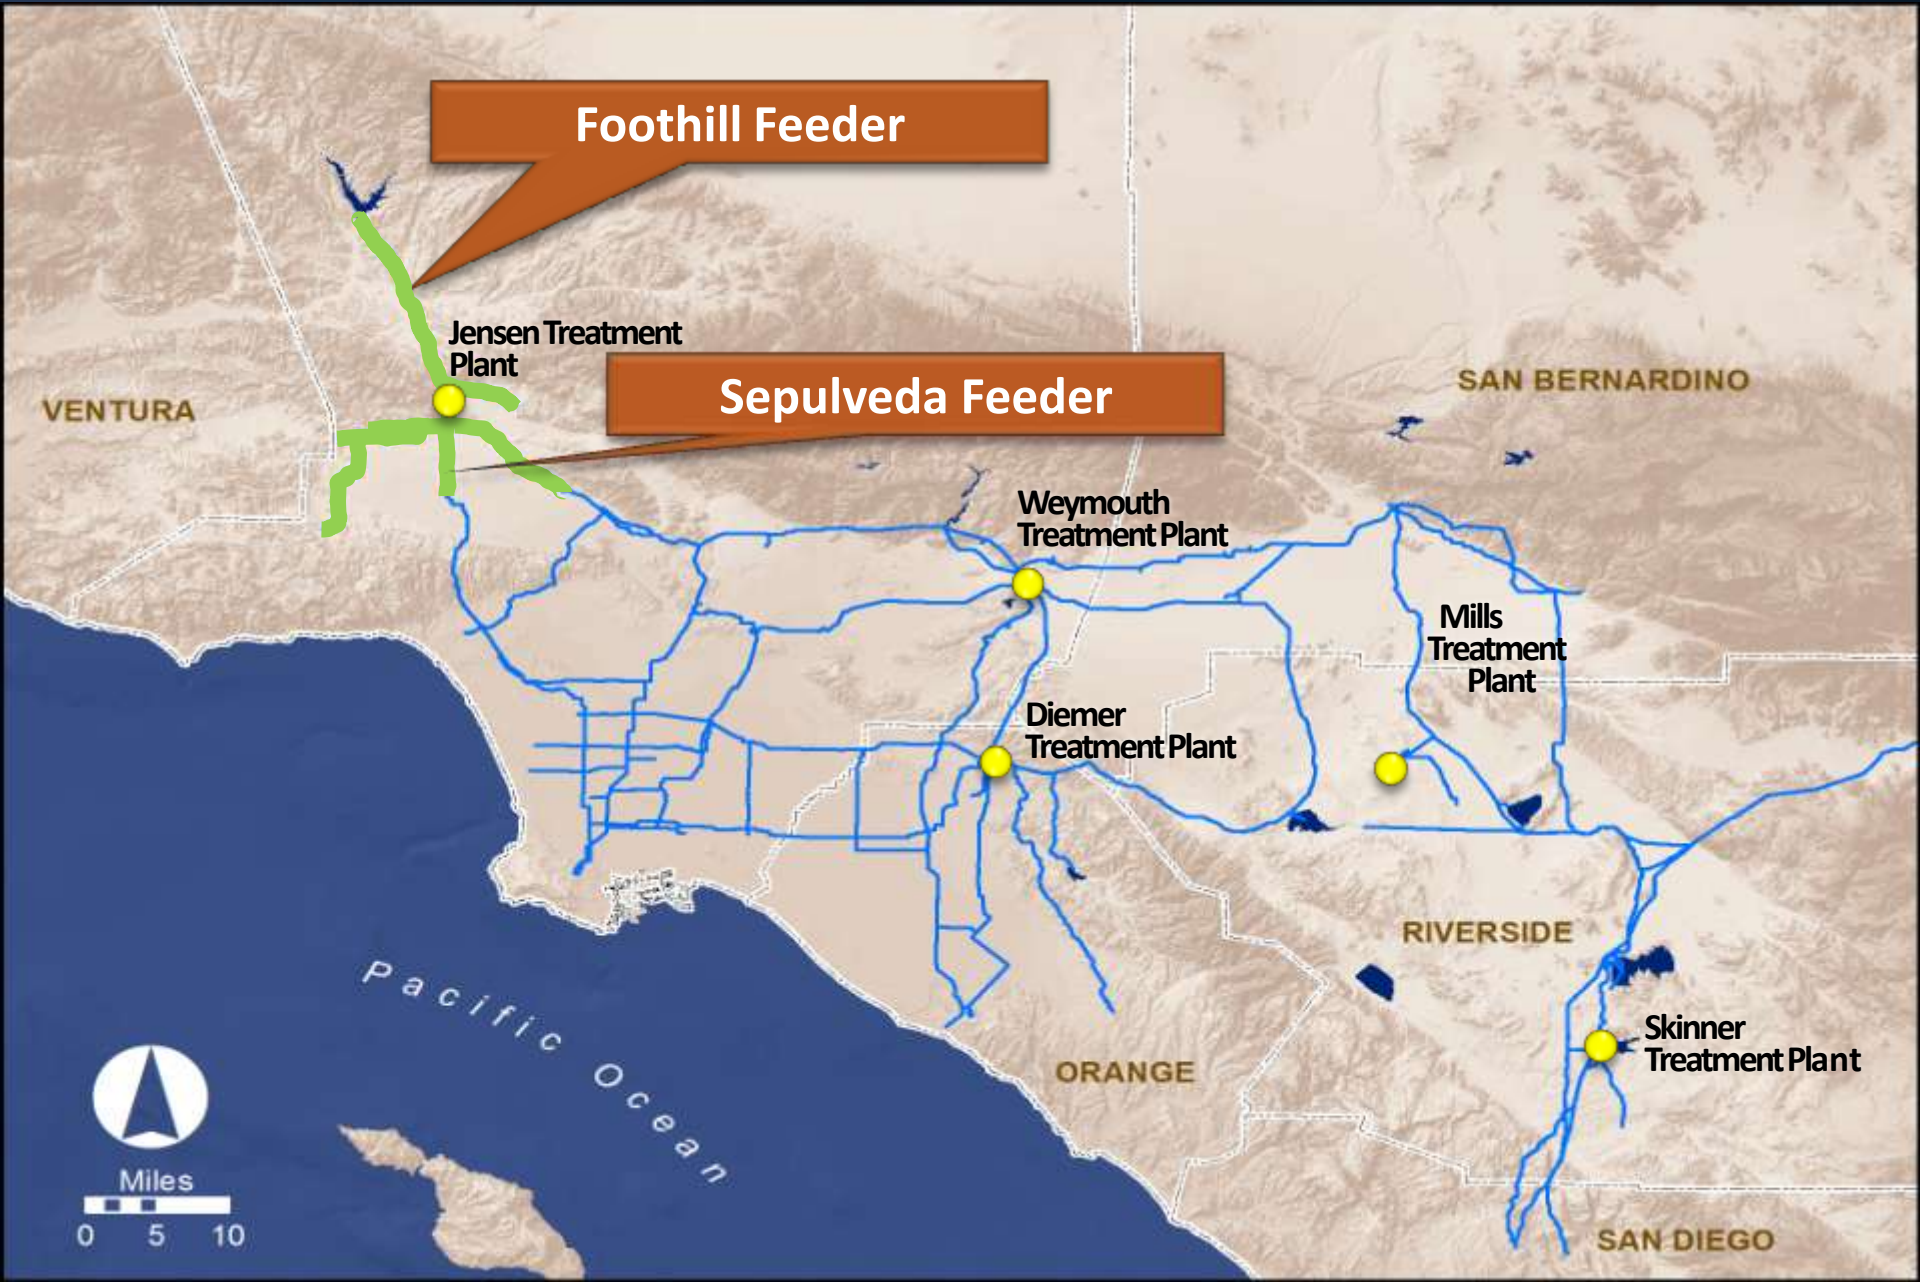 Foothill Feeder
Jensen Treatment
Plant
Sepulveda Feeder
SAN BERNARDINO
VENTURA
Weymouth
Treatment Plant
Mills
Treatment
Plant
Diemer
Treatment Plant
RIVERSIDE
Pacific Ocean
Skinner
Treatment Plant
ORANGE
Miles
0 5 10
SAN DIEGO